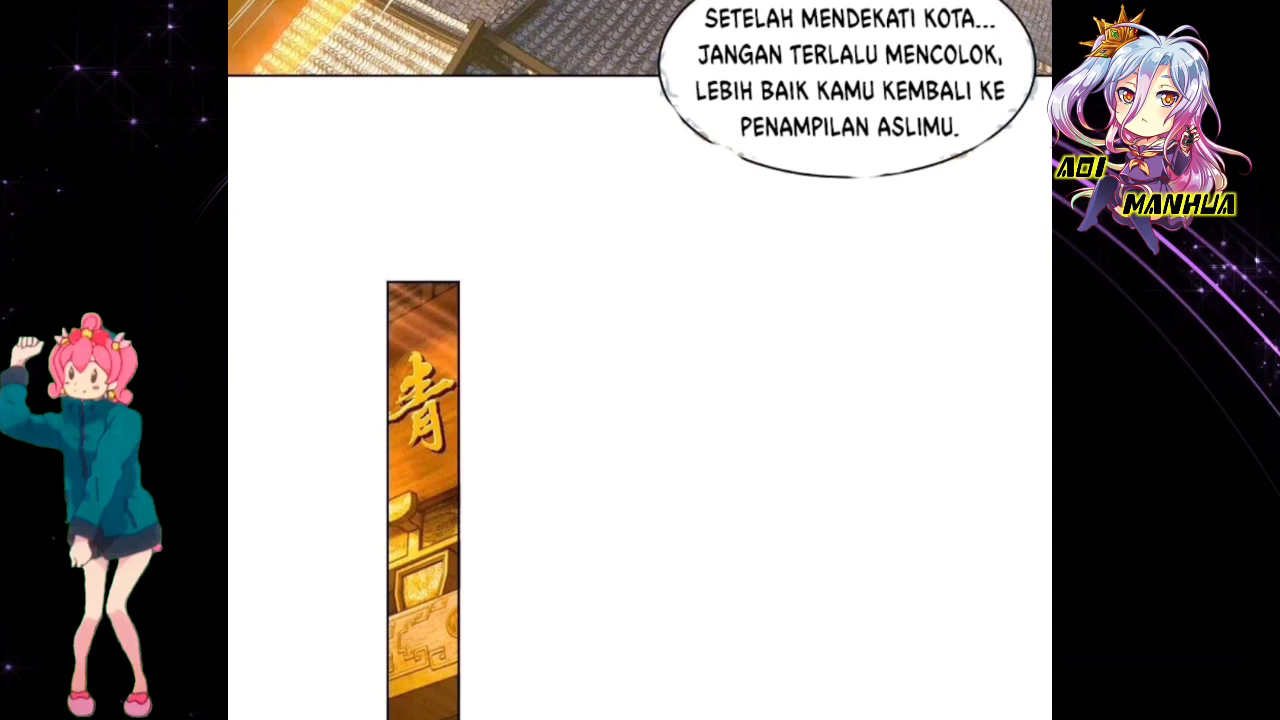 SETELAH MENDEKATI KOTA...
JANGAN TERLALU MENCOLOK,
LEBIH BAIK KAMU KEMBALI KE
PENAMPILAN ASLIMU.
AOI
MANHUA
青